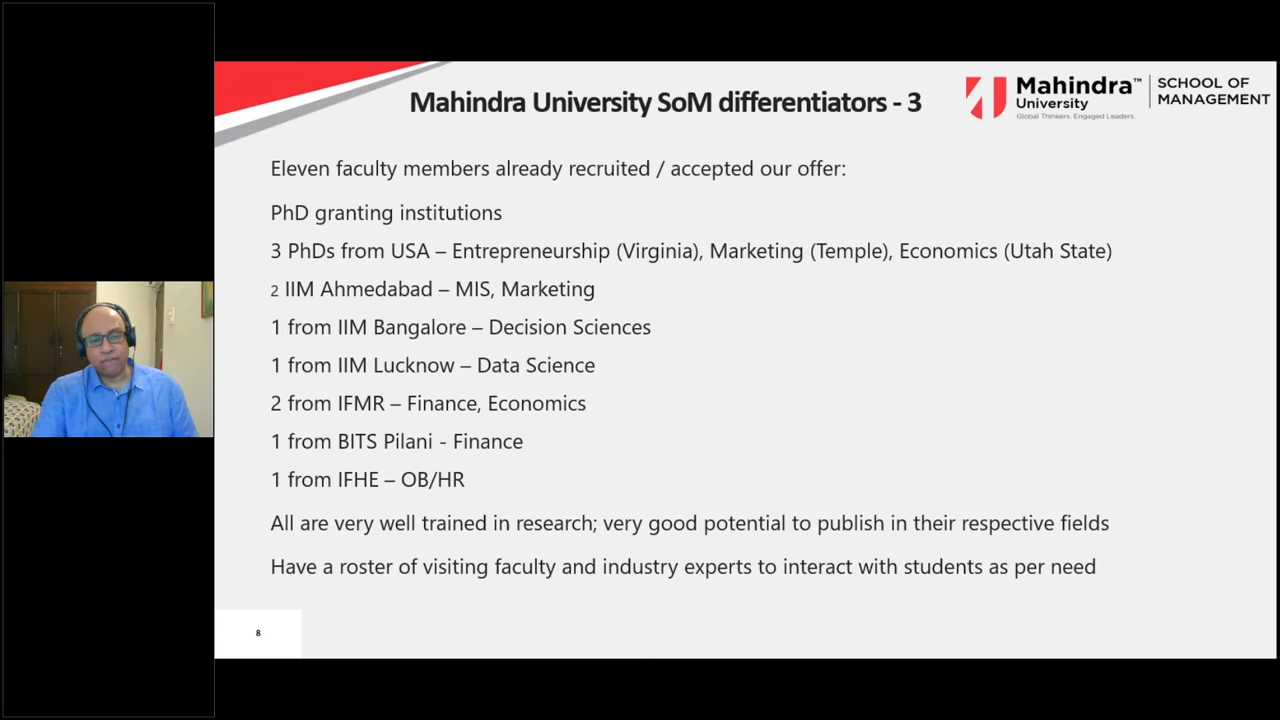 Mahindra University SoM differentiators - 3
Mahindra™
University
Global Thinkers. Engaged Leaders.
SCHOOL OF
MANAGEMENT
Eleven faculty members already recruited / accepted our offer:
PhD granting institutions
3 PhDs from USA – Entrepreneurship (Virginia), Marketing (Temple), Economics (Utah State)
2 IIM Ahmedabad – MIS, Marketing
1 from IIM Bangalore – Decision Sciences
1 from IIM Lucknow – Data Science
2 from IFMR – Finance, Economics
1 from BITS Pilani - Finance
1 from IFHE – OB/HR
All are very well trained in research; very good potential to publish in their respective fields
Have a roster of visiting faculty and industry experts to interact with students as per need
8